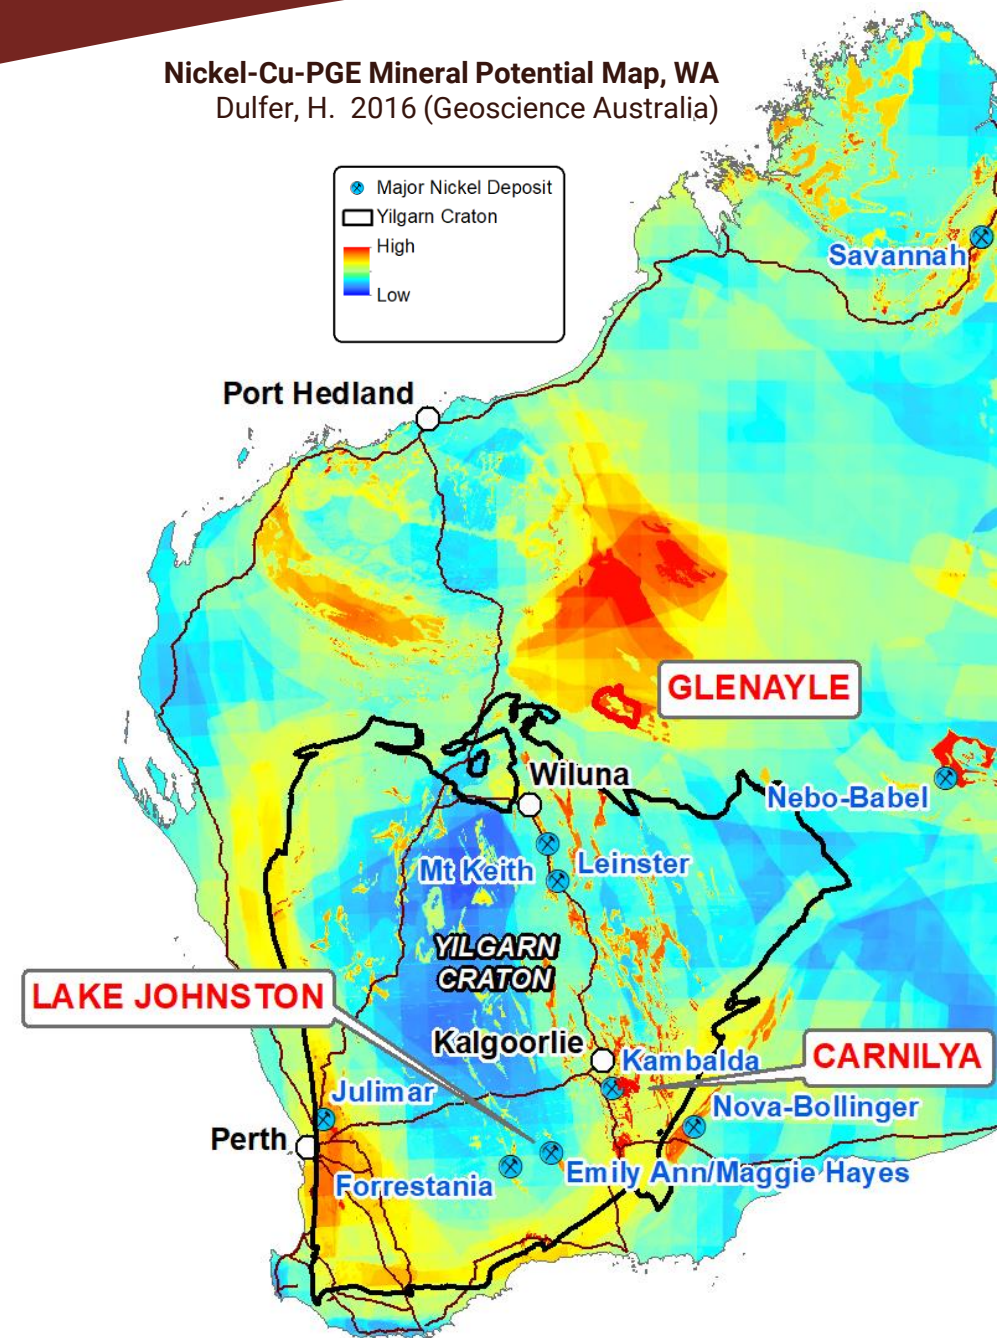 Nickel-Cu-PGE Mineral Potential Map, WA
Dulfer, H.  2016 (Geoscience Australia)
Major Nickel Deposit
Yilgarn Craton
High
Low
Savannah
Port Hedland
GLENAYLE
Wiluna
Nebo-Babel
Mt Keith
Leinster
YILGARN
CRATON
LAKE JOHNSTON
Kalgoorlie
Kambalda
CARNILYA
Julimar
Nova-Bollinger
Perth
Emily Ann/Maggie Hayes
Forrestania